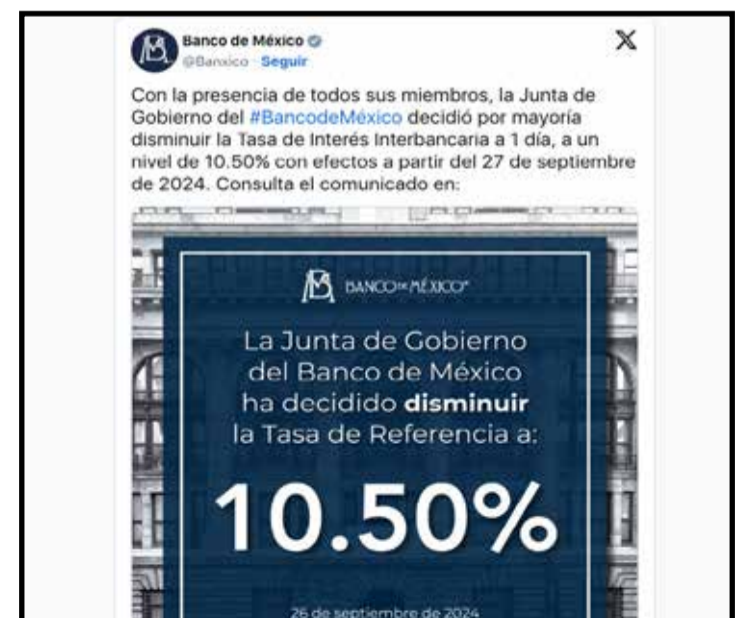 Banco de México
@Banxico · Seguir
Con la presencia de todos sus miembros, la Junta de
Gobierno del #BancodeMéxico decidió por mayoría
disminuir la Tasa de Interés Interbancaria a 1 día, a un
nivel de 10.50% con efectos a partir del 27 de septiembre
de 2024. Consulta el comunicado en:
BANCO DE MÉXICO
La Junta de Gobierno
del Banco de México
ha decidido disminuir
la Tasa de Referencia a:
10.50%
26 de septiembre de 2024